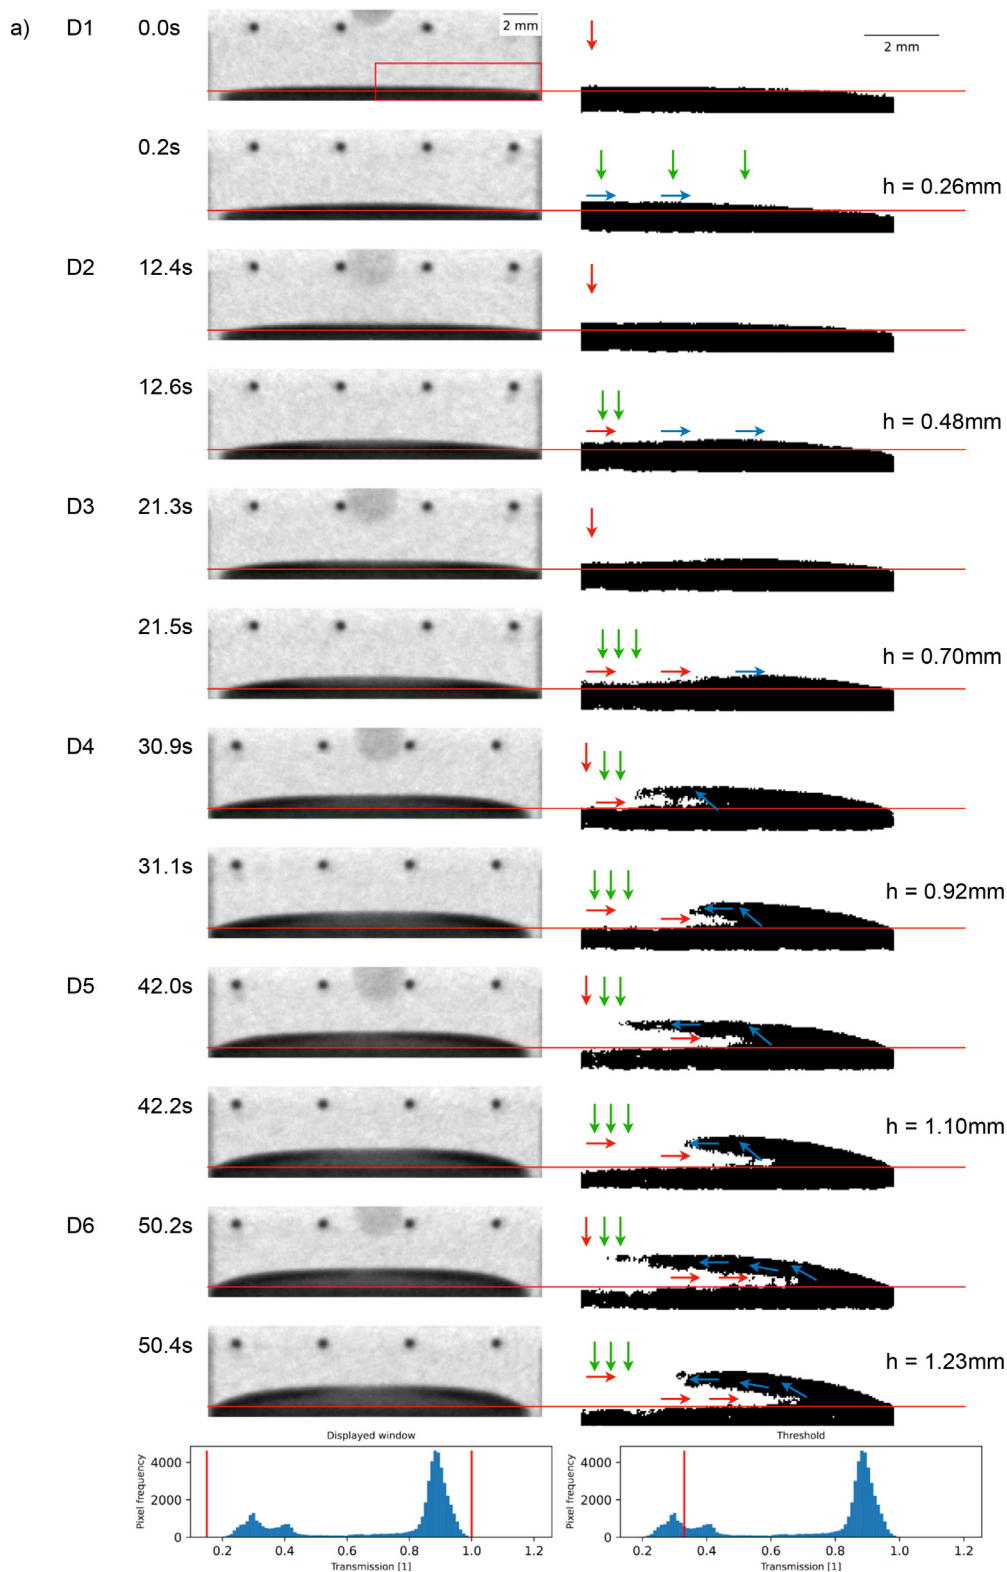 a) D1 0.0s 2 mm 2 mm
0.2s h = 0.26mm
D2 12.4s
12.6s h = 0.48mm
D3 21.3s
21.5s h = 0.70mm
D4 30.9s
31.1s h = 0.92mm
D5 42.0s
42.2s h = 1.10mm
D6 50.2s
50.4s h = 1.23mm
Displayed window
Pixel frequency
4000
2000
0
0.2 0.4 0.6 0.8 1.0 1.2
Transmission [1]
Threshold
Pixel frequency
4000
2000
0
0.2 0.4 0.6 0.8 1.0 1.2
Transmission [1]